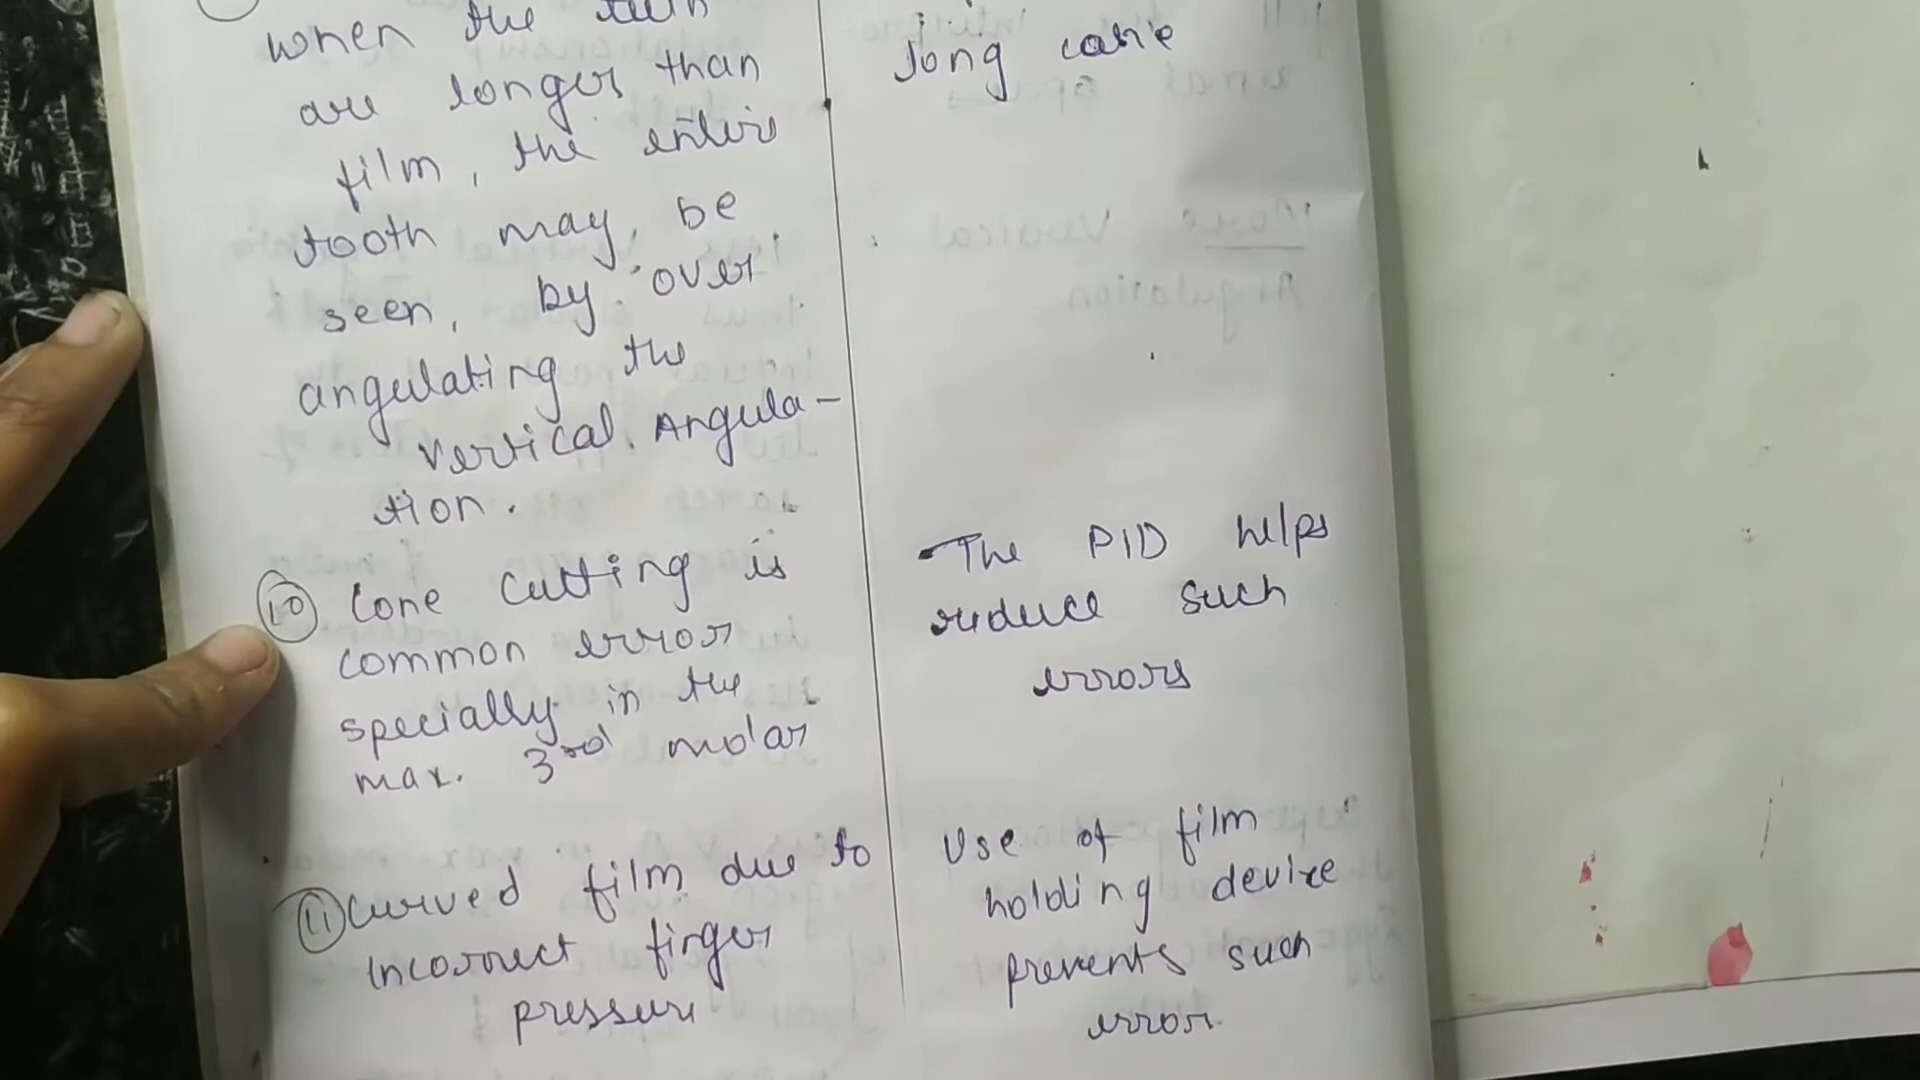 when the teeth
are longer than
film, the entire
tooth may, be
seen, by over
angulating the
vertical. Angula-
tion.
10 Cone Cutting is
common error
specially in the
max. 3rd molar
11 Curved film due to
Incorrect finger
pressure
long cone
- The PID helps
reduce such
errors
Use of film
holding device
prevents such
error.